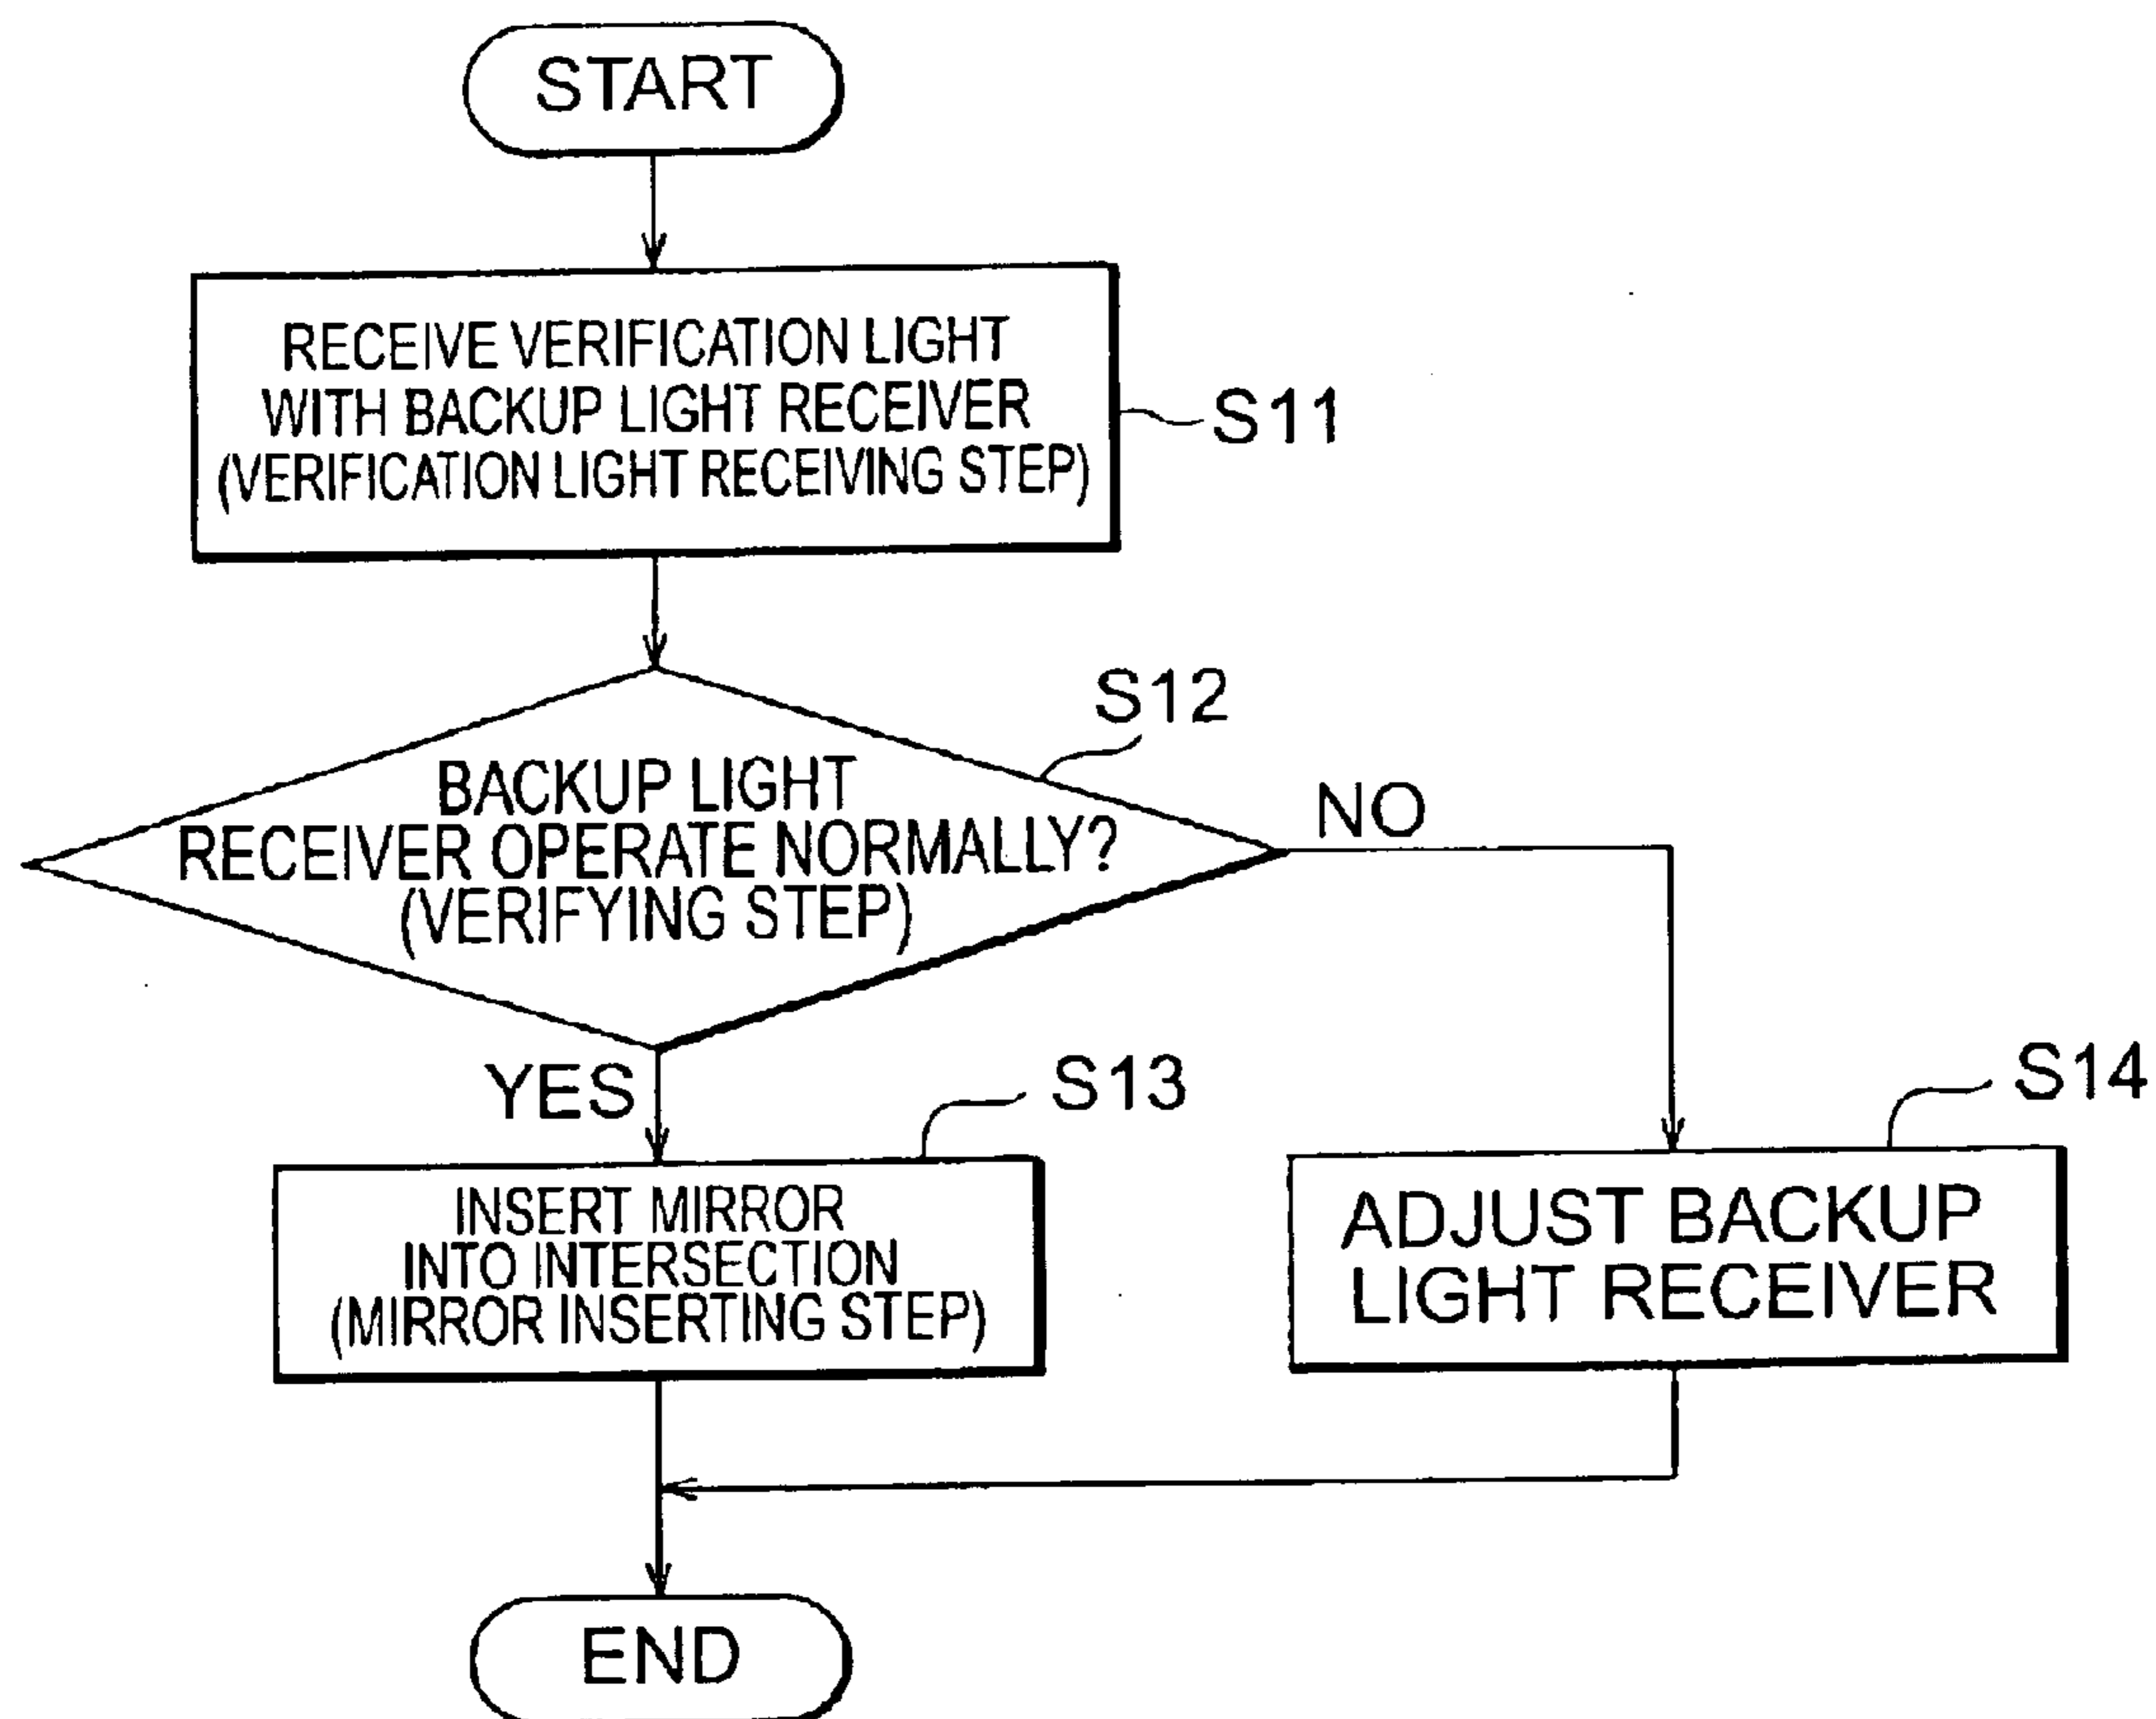 START
RECEIVE VERIFICATION LIGHT
WITH BACKUP LIGHT RECEIVER
(VERIFICATION LIGHT RECEIVING STEP)
S11
S12
BACKUP LIGHT
RECEIVER OPERATE NORMALLY?
(VERIFYING STEP)
NO
YES
S13
INSERT MIRROR
INTO INTERSECTION
(MIRROR INSERTING STEP)
S14
ADJUST BACKUP
LIGHT RECEIVER
END